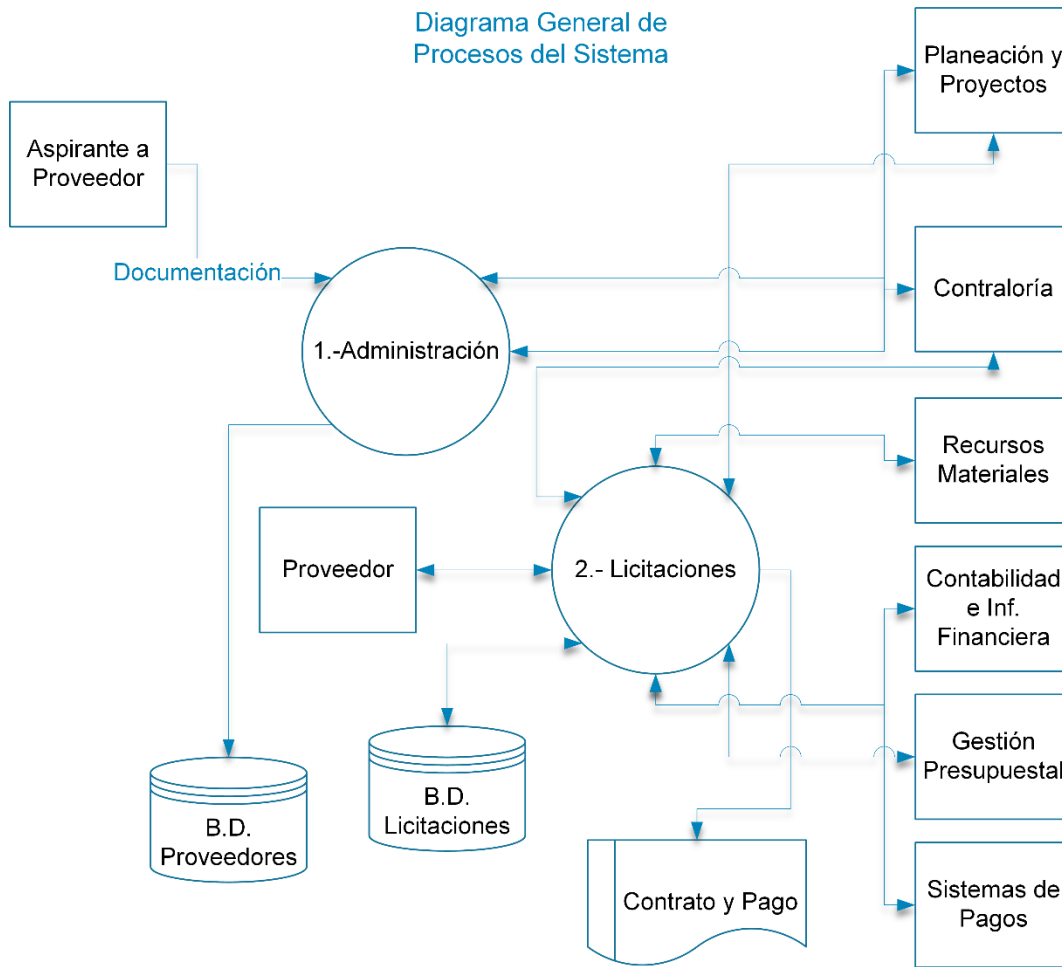 Diagrama General de
Procesos del Sistema
Planeación y
Proyectos
Aspirante a
Proveedor
Documentación
Contraloría
1.-Administración
Recursos
Materiales
Proveedor
2.- Licitaciones
Contabilidad
e Inf.
Financiera
Gestión
Presupuestal
B.D.
Licitaciones
B.D.
Proveedores
Contrato y Pago
Sistemas de
Pagos